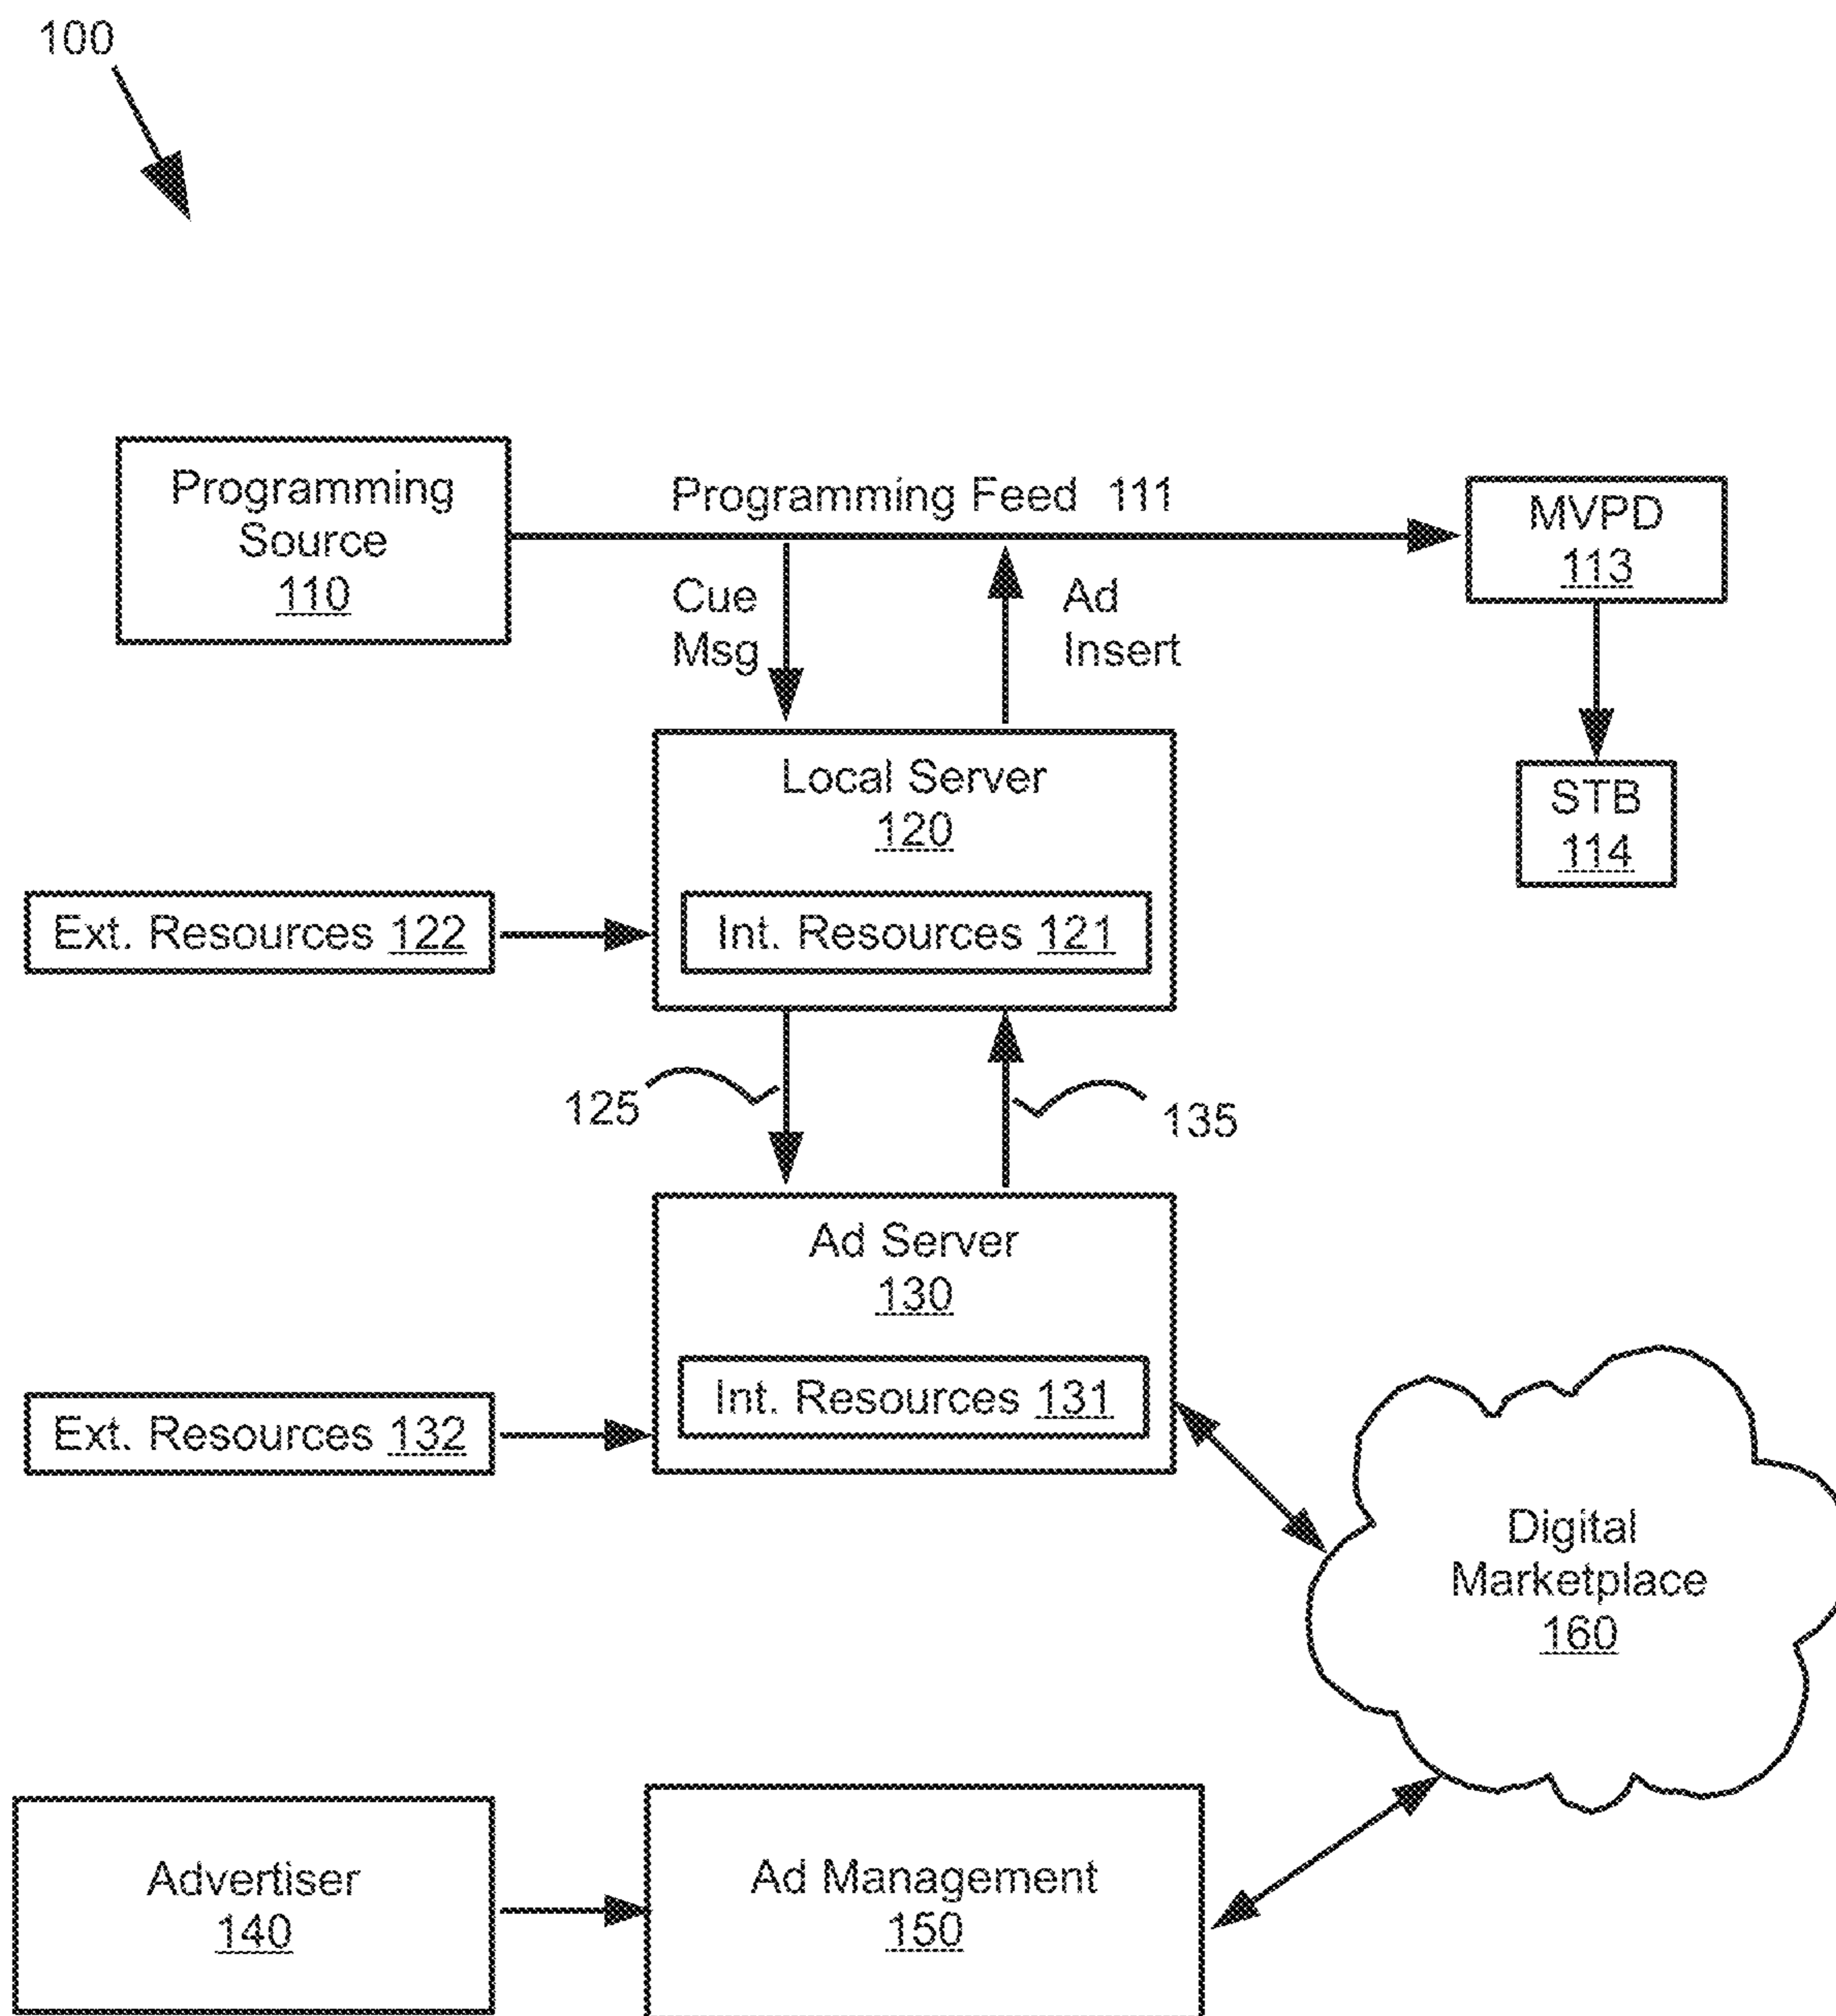 100
Programming
Source
110
Programming Feed 111
MVPD
113
Cue
Msg
Ad
Insert
STB
114
Local Server
120
Int. Resources 121
Ext. Resources 122
125
135
Ad Server
130
Int. Resources 131
Ext. Resources 132
Digital
Marketplace
160
Advertiser
140
Ad Management
150